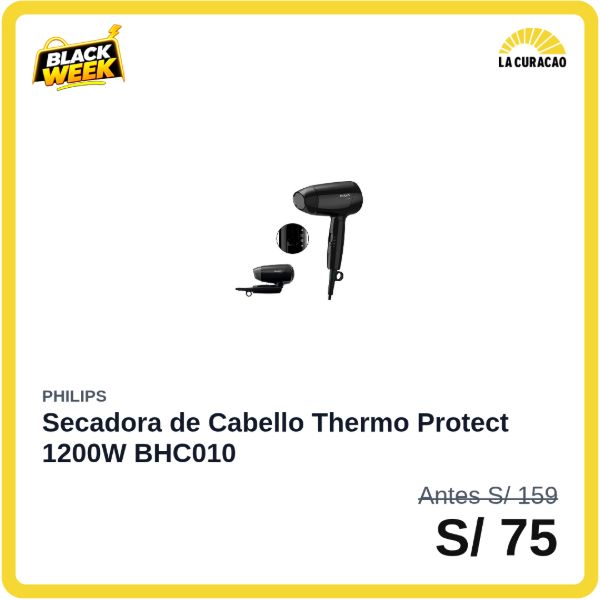 BLACK
WEEK
LA CURACAO
PHILIPS
Secadora de Cabello Thermo Protect
1200W BHC010
Antes S/ 159
S/ 75